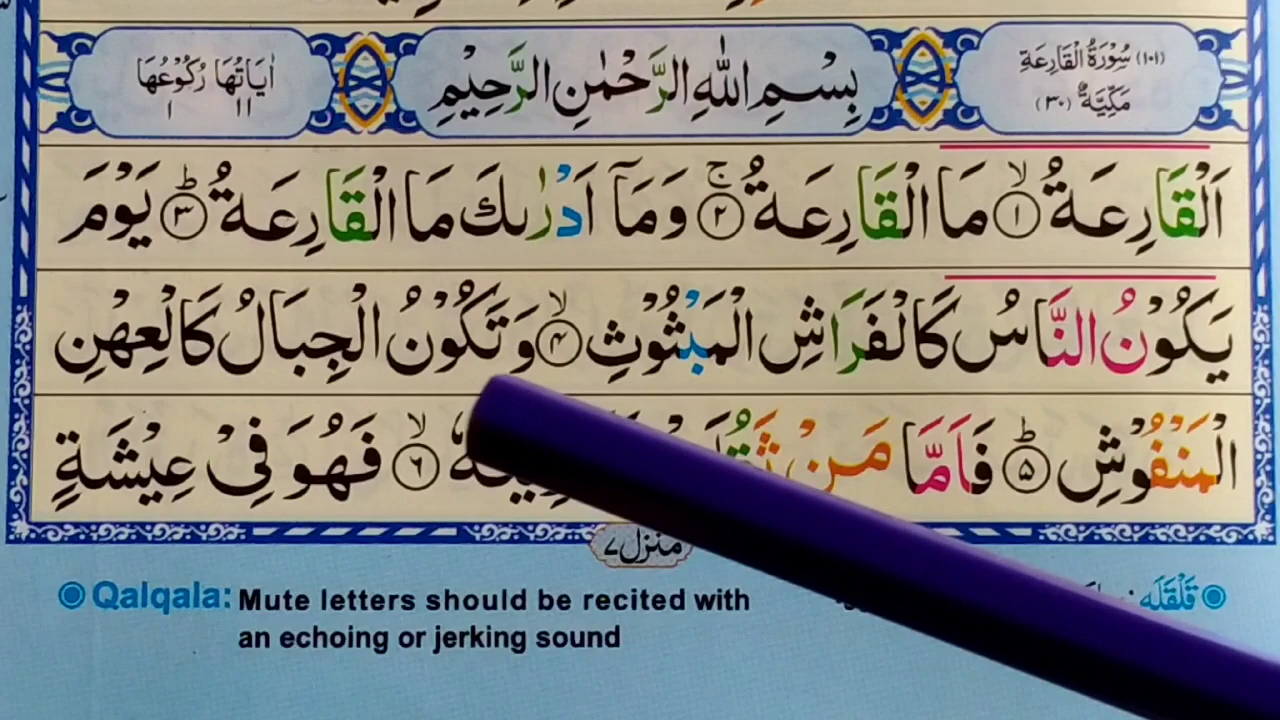 (١٠١) سُوْرَةُ الْقَارِعَةِ مَكِّيَّةٌ (٣٠)
بِسْمِ اللّٰهِ الرَّحْمٰنِ الرَّحِيْمِ
اٰيَاتُهَا ١١ رُكُوْعُهَا ١
اَلْقَارِعَةُ ۙ﴿١﴾ مَا الْقَارِعَةُ ۚ﴿٢﴾ وَمَاۤ اَدْرٰىكَ مَا الْقَارِعَةُ ؕ﴿٣﴾ يَوْمَ
يَكُوْنُ النَّاسُ كَالْفَرَاشِ الْمَبْثُوْثِ ۙ﴿٤﴾ وَتَكُوْنُ الْجِبَالُ كَالْعِهْنِ
الْمَنْفُوْشِ ؕ﴿٥﴾ فَاَمَّا مَنْ ۙ﴿٦﴾ فَهُوَ فِيْ عِيْشَةٍ
منزل ٧
Qalqala: Mute letters should be recited with
an echoing or jerking sound
قَلْقَلَه: